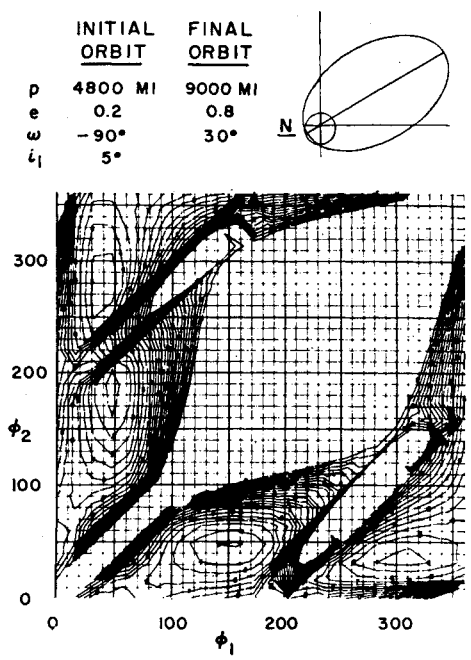 INITIAL FINAL
ORBIT ORBIT
p 4800 MI 9000 MI
e 0.2 0.8
ω -90° 30°
i₁ 5°
N
300
200
φ₂
100
0
0 100 200 300
φ₁